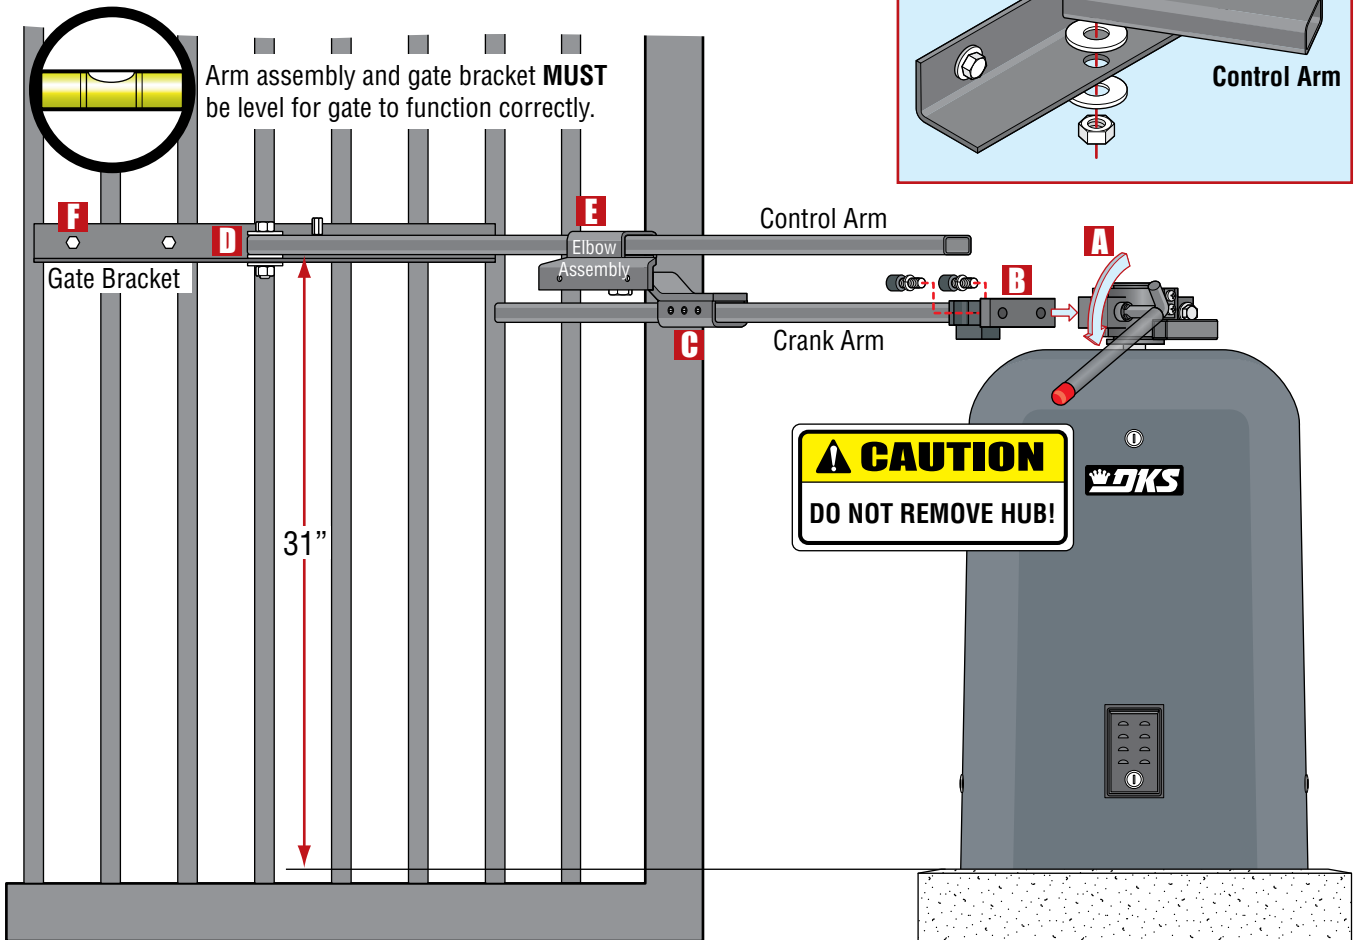 Arm assembly and gate bracket MUST
be level for gate to function correctly.
Control Arm
F
D
E
Elbow
Assembly
Control Arm
A
B
Gate Bracket
C
Crank Arm
CAUTION
DO NOT REMOVE HUB!
DKS
31”